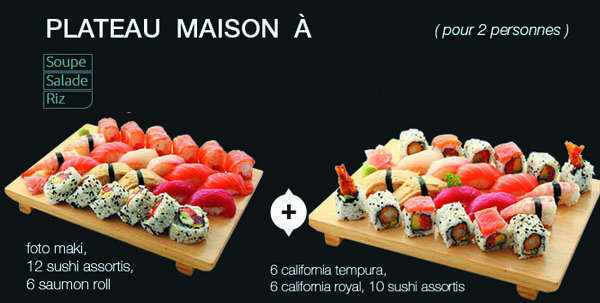 PLATEAU MAISON À
( pour 2 personnes )
Soupe
Salade
Riz
+
foto maki,
12 sushi assortis,
6 saumon roll
6 california tempura,
6 california royal, 10 sushi assortis